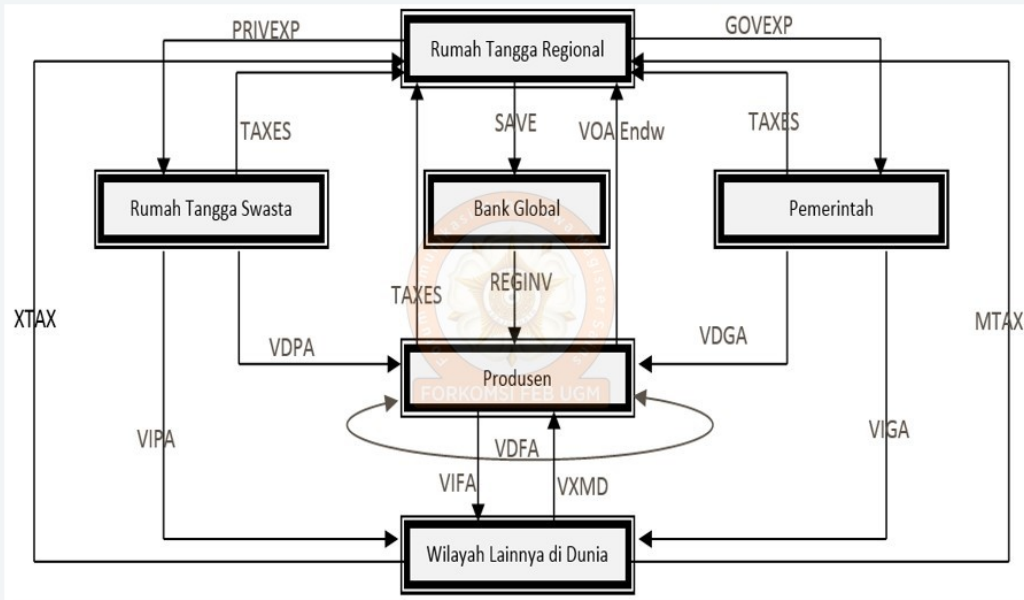 PRIVEXP
GOVEXP
Rumah Tangga Regional
TAXES
SAVE
VOA Endw
TAXES
Rumah Tangga Swasta
Bank Global
Pemerintah
TAXES
REGINV
XTAX
MTAX
VDPA
VDGA
Produsen
FORKOMSI FEB UGM
VIPA
VDFA
VIGA
VIFA
VXMD
Wilayah Lainnya di Dunia